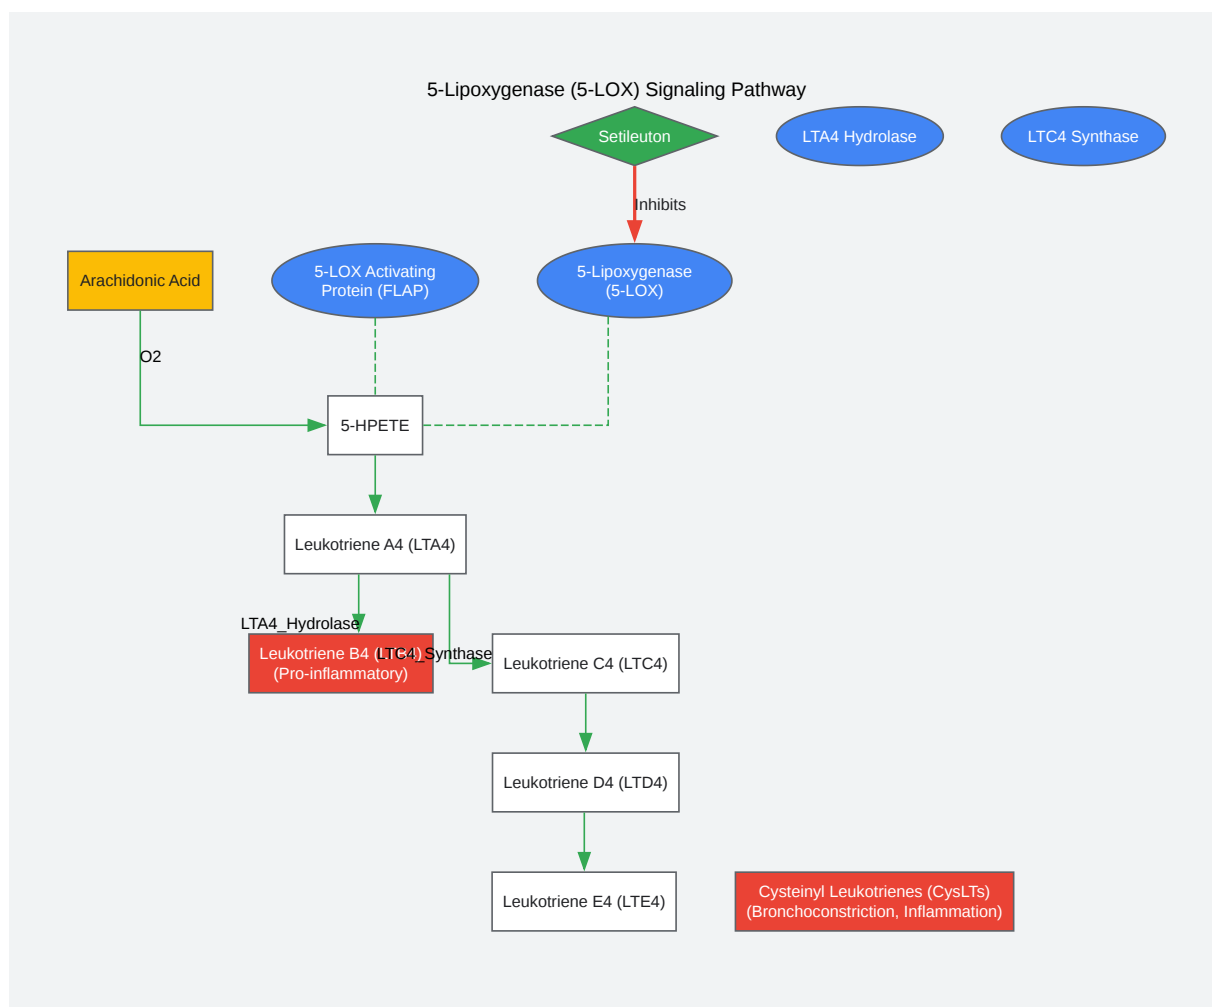 5-Lipoxygenase (5-LOX) Signaling Pathway
Setileuton
LTA4 Hydrolase
LTC4 Synthase
Inhibits
Arachidonic Acid
5-LOX Activating
Protein (FLAP)
5-Lipoxygenase
(5-LOX)
O2
5-HPETE
Leukotriene A4 (LTA4)
LTA4_Hydrolase
Leukotriene B4 (LTB4)
(Pro-inflammatory)
LTC4_Synthase
Leukotriene C4 (LTC4)
Leukotriene D4 (LTD4)
Leukotriene E4 (LTE4)
Cysteinyl Leukotrienes (CysLTs)
(Bronchoconstriction, Inflammation)